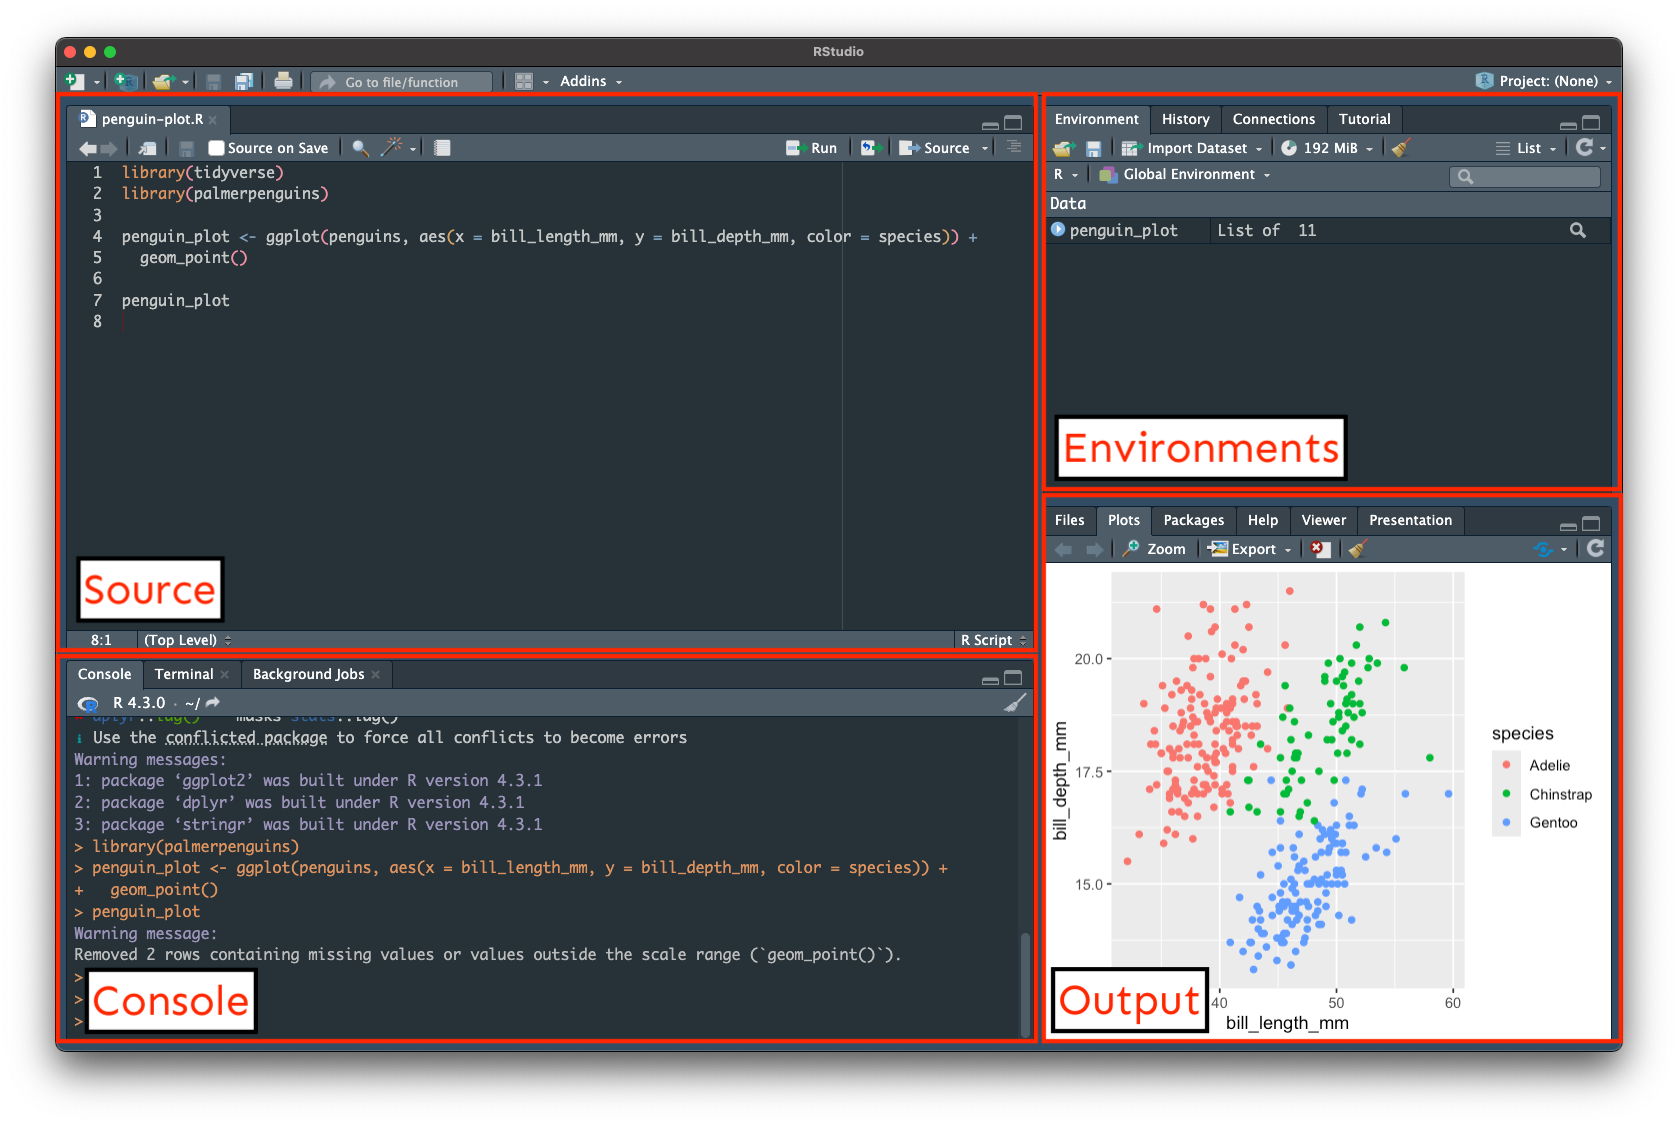 RStudio
Go to file/function
Addins
Project: (None)
penguin-plot.R
Source on Save
Run
Source
1 library(tidyverse)
2 library(palmerpenguins)
3
4 penguin_plot <- ggplot(penguins, aes(x = bill_length_mm, y = bill_depth_mm, color = species)) +
5 geom_point()
6
7 penguin_plot
8
Source
8:1 (Top Level) R Script
Console Terminal Background Jobs
R 4.3.0 · ~/
✖ dplyr::lag() masks stats::lag()
ℹ Use the conflicted package to force all conflicts to become errors
Warning messages:
1: package ‘ggplot2’ was built under R version 4.3.1
2: package ‘dplyr’ was built under R version 4.3.1
3: package ‘stringr’ was built under R version 4.3.1
> library(palmerpenguins)
> penguin_plot <- ggplot(penguins, aes(x = bill_length_mm, y = bill_depth_mm, color = species)) +
+ geom_point()
> penguin_plot
Warning message:
Removed 2 rows containing missing values or values outside the scale range (`geom_point()`).
>
>
>
Console
Environment History Connections Tutorial
Import Dataset 192 MiB List
R Global Environment
Data
penguin_plot List of 11
Environments
Files Plots Packages Help Viewer Presentation
Zoom Export
20.0
17.5
15.0
bill_depth_mm
40 50 60
bill_length_mm
species
Adelie
Chinstrap
Gentoo
Output